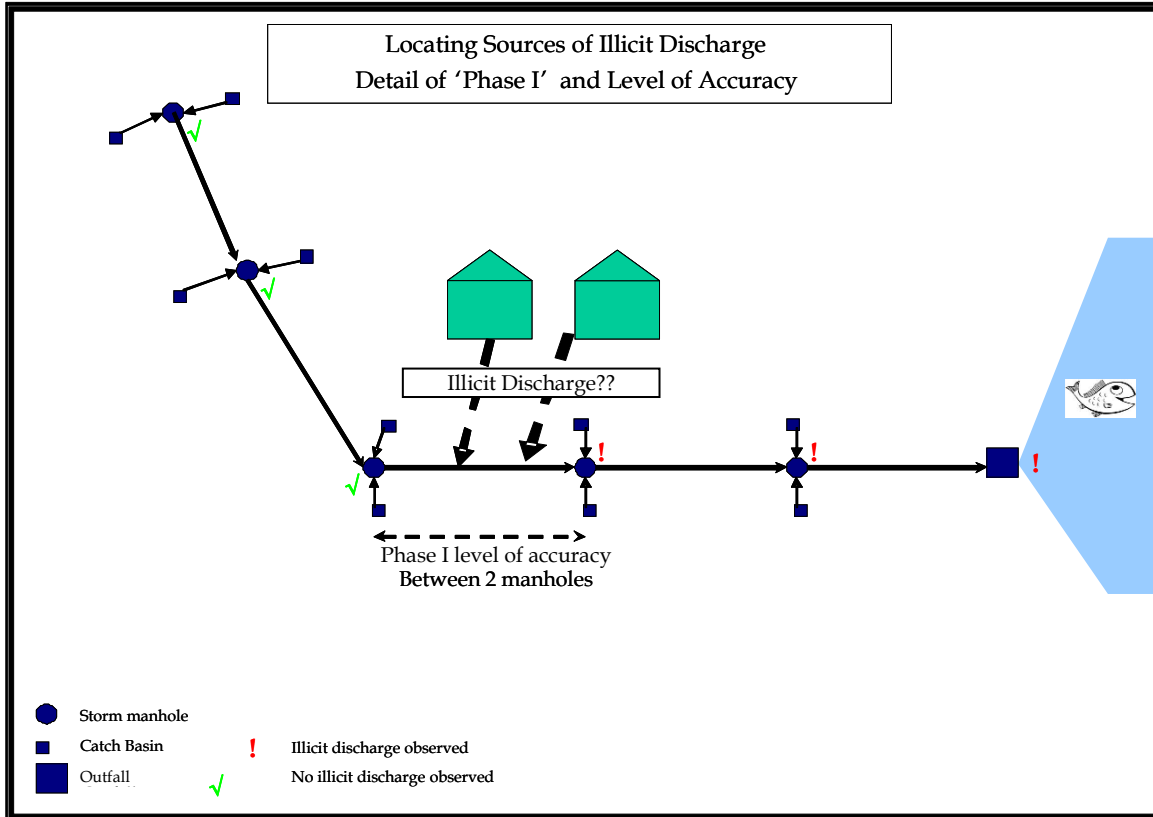 Locating Sources of Illicit Discharge
Detail of ‘Phase I’ and Level of Accuracy
√
√
Illicit Discharge??
!
!
!
√
Phase I level of accuracy
Between 2 manholes
Storm manhole
Catch Basin
! Illicit discharge observed
Outfall
√ No illicit discharge observed